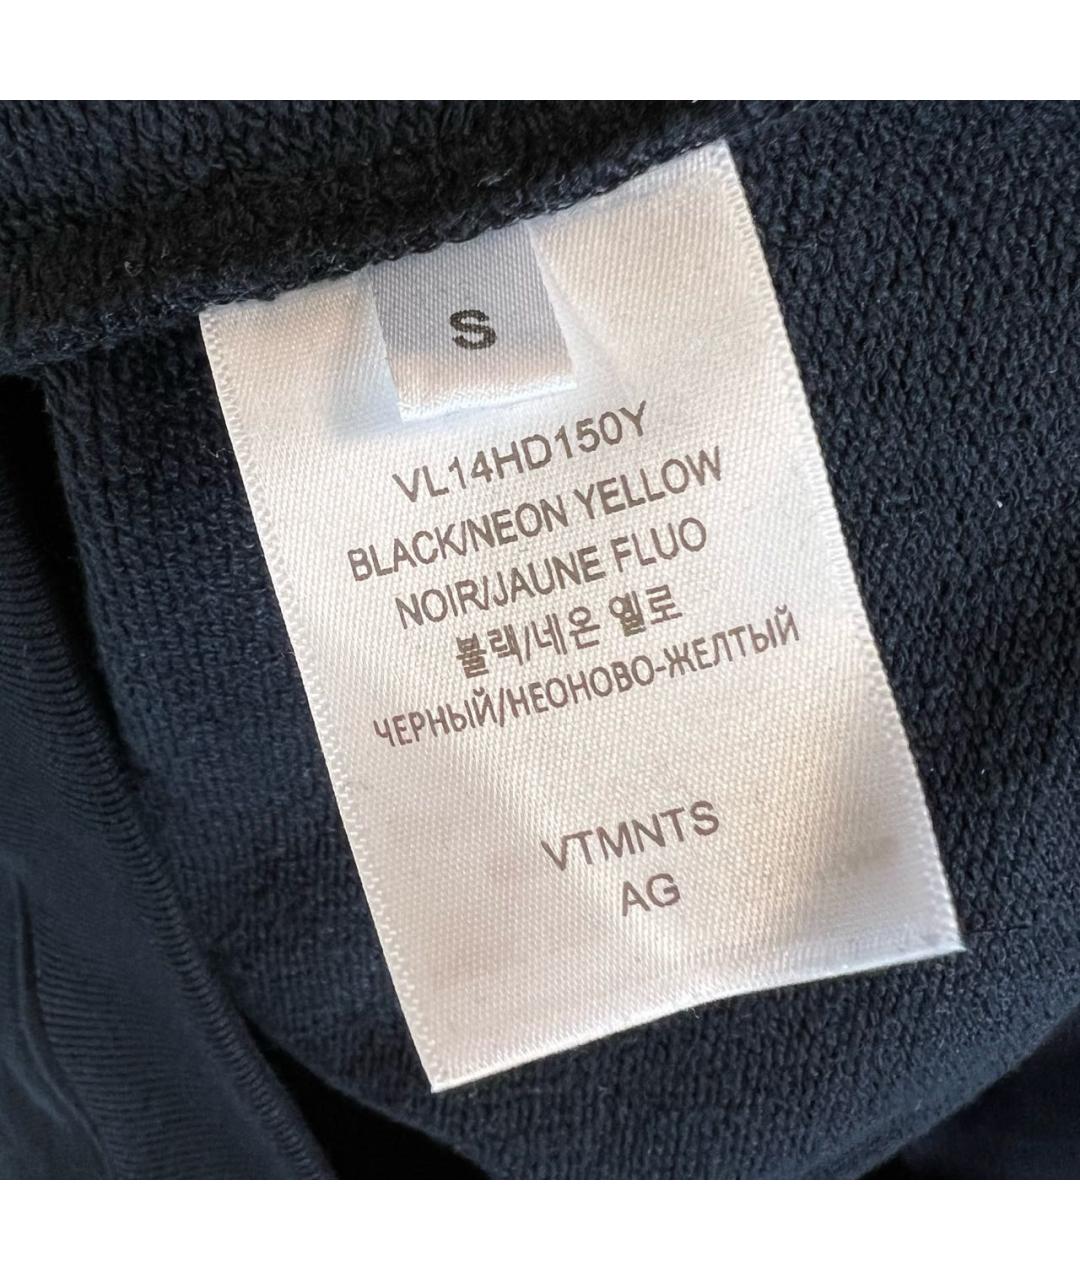 S
VL14HD150Y
BLACK/NEON YELLOW
NOIR/JAUNE FLUO
블랙/네온 옐로
ЧЕРНЫЙ/НЕОНОВО-ЖЕЛТЫЙ
VTMNTS
AG